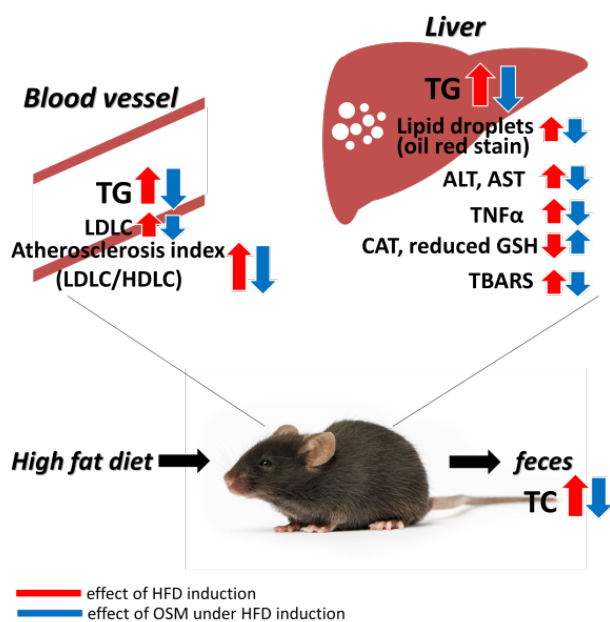 Liver
TG
Lipid droplets
(oil red stain)
ALT, AST
TNFα
CAT, reduced GSH
TBARS
Blood vessel
TG
LDLC
Atherosclerosis index
(LDLC/HDLC)
High fat diet
feces
TC
effect of HFD induction
effect of OSM under HFD induction